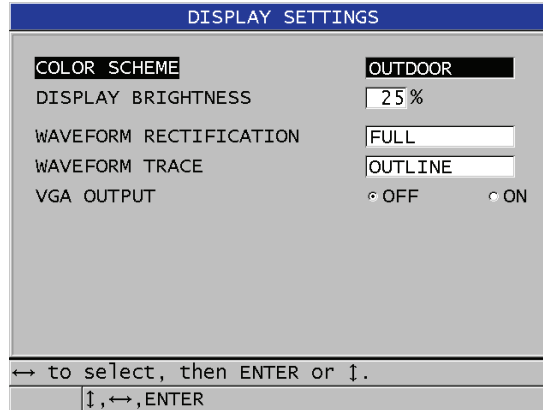 DISPLAY SETTINGS
COLOR SCHEME OUTDOOR
DISPLAY BRIGHTNESS 25%
WAVEFORM RECTIFICATION FULL
WAVEFORM TRACE OUTLINE
VGA OUTPUT OFF ON
↔ to select, then ENTER or ↕.
↕,↔,ENTER